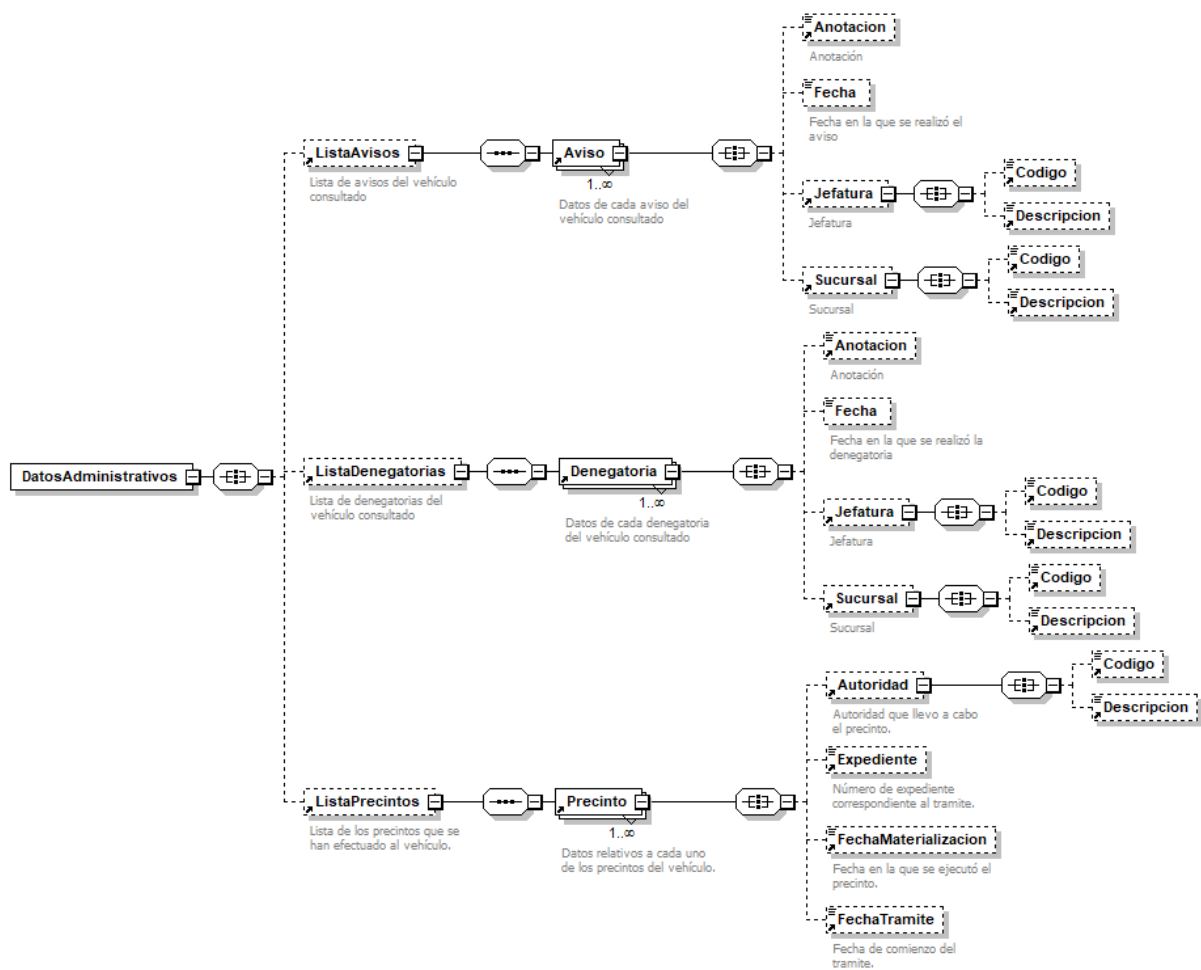 DatosAdministrativos
ListaAvisos
Lista de avisos del vehículo
consultado
Aviso
1..∞
Datos de cada aviso del
vehículo consultado
Anotacion
Anotación
Fecha
Fecha en la que se realizó el
aviso
Jefatura
Jefatura
Codigo
Descripcion
Sucursal
Sucursal
Codigo
Descripcion
ListaDenegatorias
Lista de denegatorias del
vehículo consultado
Denegatoria
1..∞
Datos de cada denegatoria
del vehículo consultado
Anotacion
Anotación
Fecha
Fecha en la que se realizó la
denegatoria
Jefatura
Jefatura
Codigo
Descripcion
Sucursal
Sucursal
Codigo
Descripcion
ListaPrecintos
Lista de los precintos que se
han efectuado al vehículo.
Precinto
1..∞
Datos relativos a cada uno
de los precintos del vehículo.
Autoridad
Autoridad que llevo a cabo
el precinto.
Codigo
Descripcion
Expediente
Número de expediente
correspondiente al tramite.
FechaMaterializacion
Fecha en la que se ejecutó el
precinto.
FechaTramite
Fecha de comienzo del
tramite.